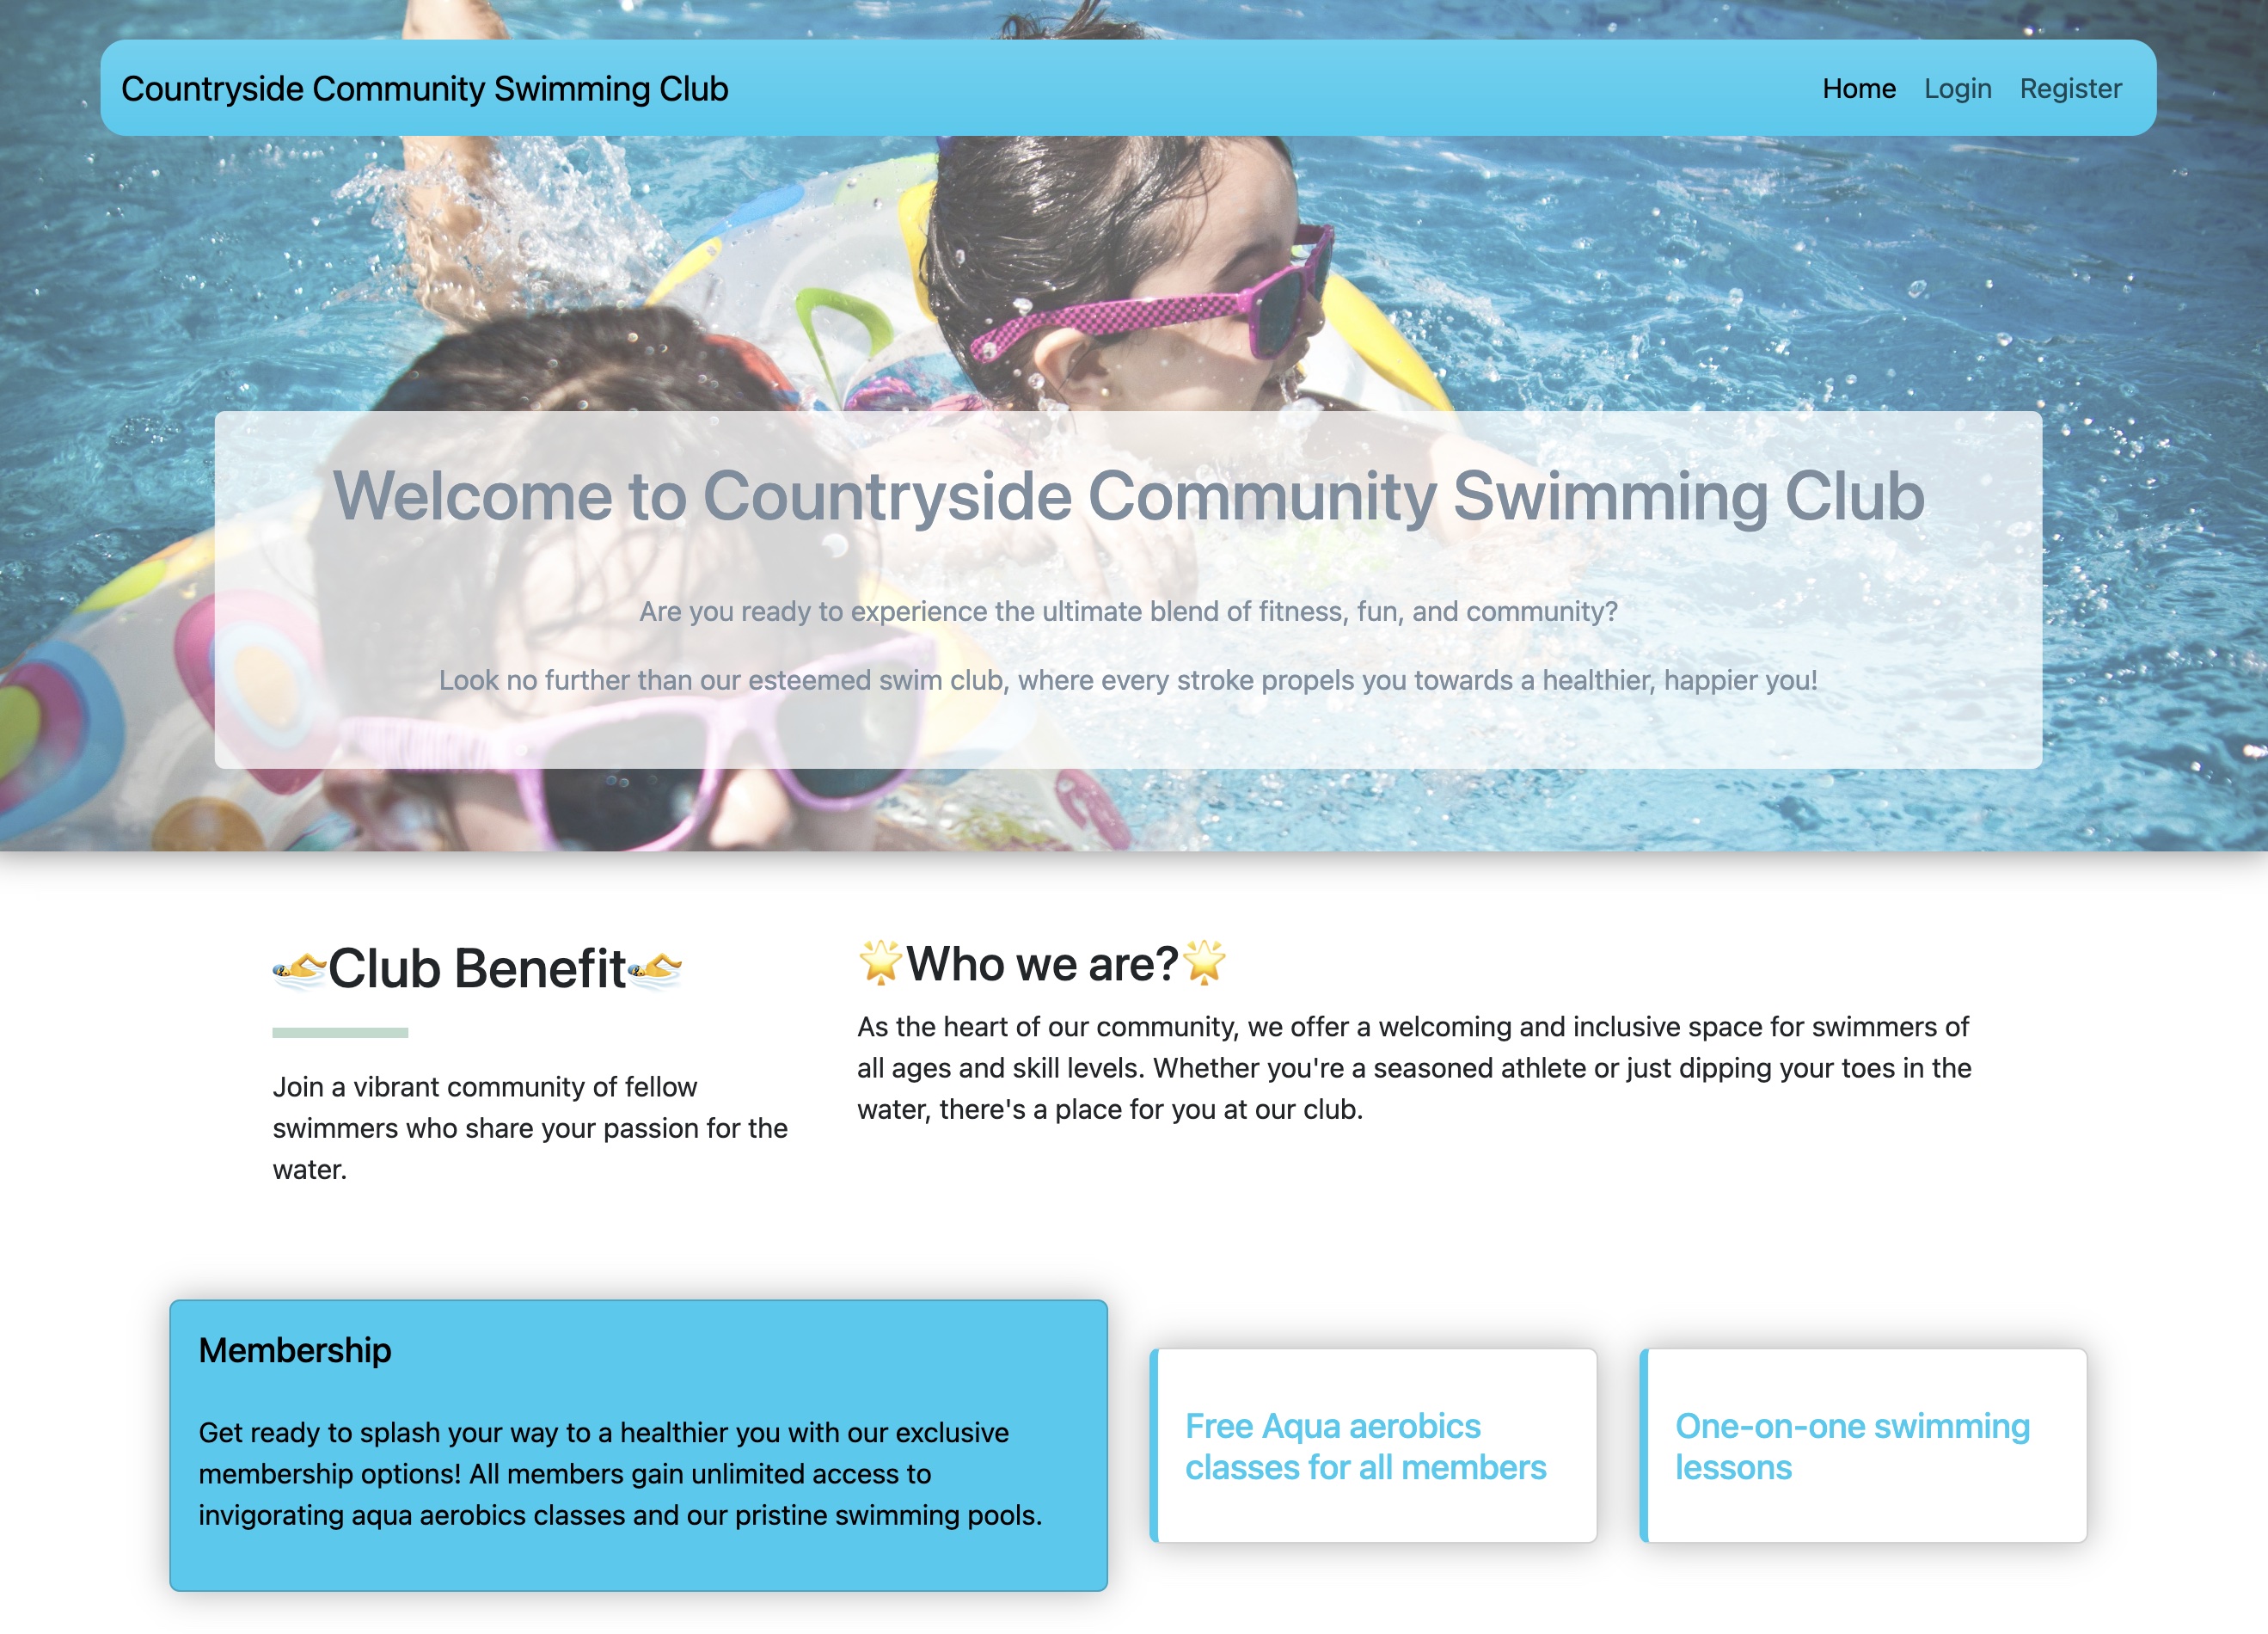 Countryside Community Swimming Club
Home Login Register
Welcome to Countryside Community Swimming Club
Are you ready to experience the ultimate blend of fitness, fun, and community?
Look no further than our esteemed swim club, where every stroke propels you towards a healthier, happier you!
🏊Club Benefit🏊
Join a vibrant community of fellow
swimmers who share your passion for the
water.
🌟Who we are?🌟
As the heart of our community, we offer a welcoming and inclusive space for swimmers of
all ages and skill levels. Whether you're a seasoned athlete or just dipping your toes in the
water, there's a place for you at our club.
Membership
Get ready to splash your way to a healthier you with our exclusive
membership options! All members gain unlimited access to
invigorating aqua aerobics classes and our pristine swimming pools.
Free Aqua aerobics
classes for all members
One-on-one swimming
lessons